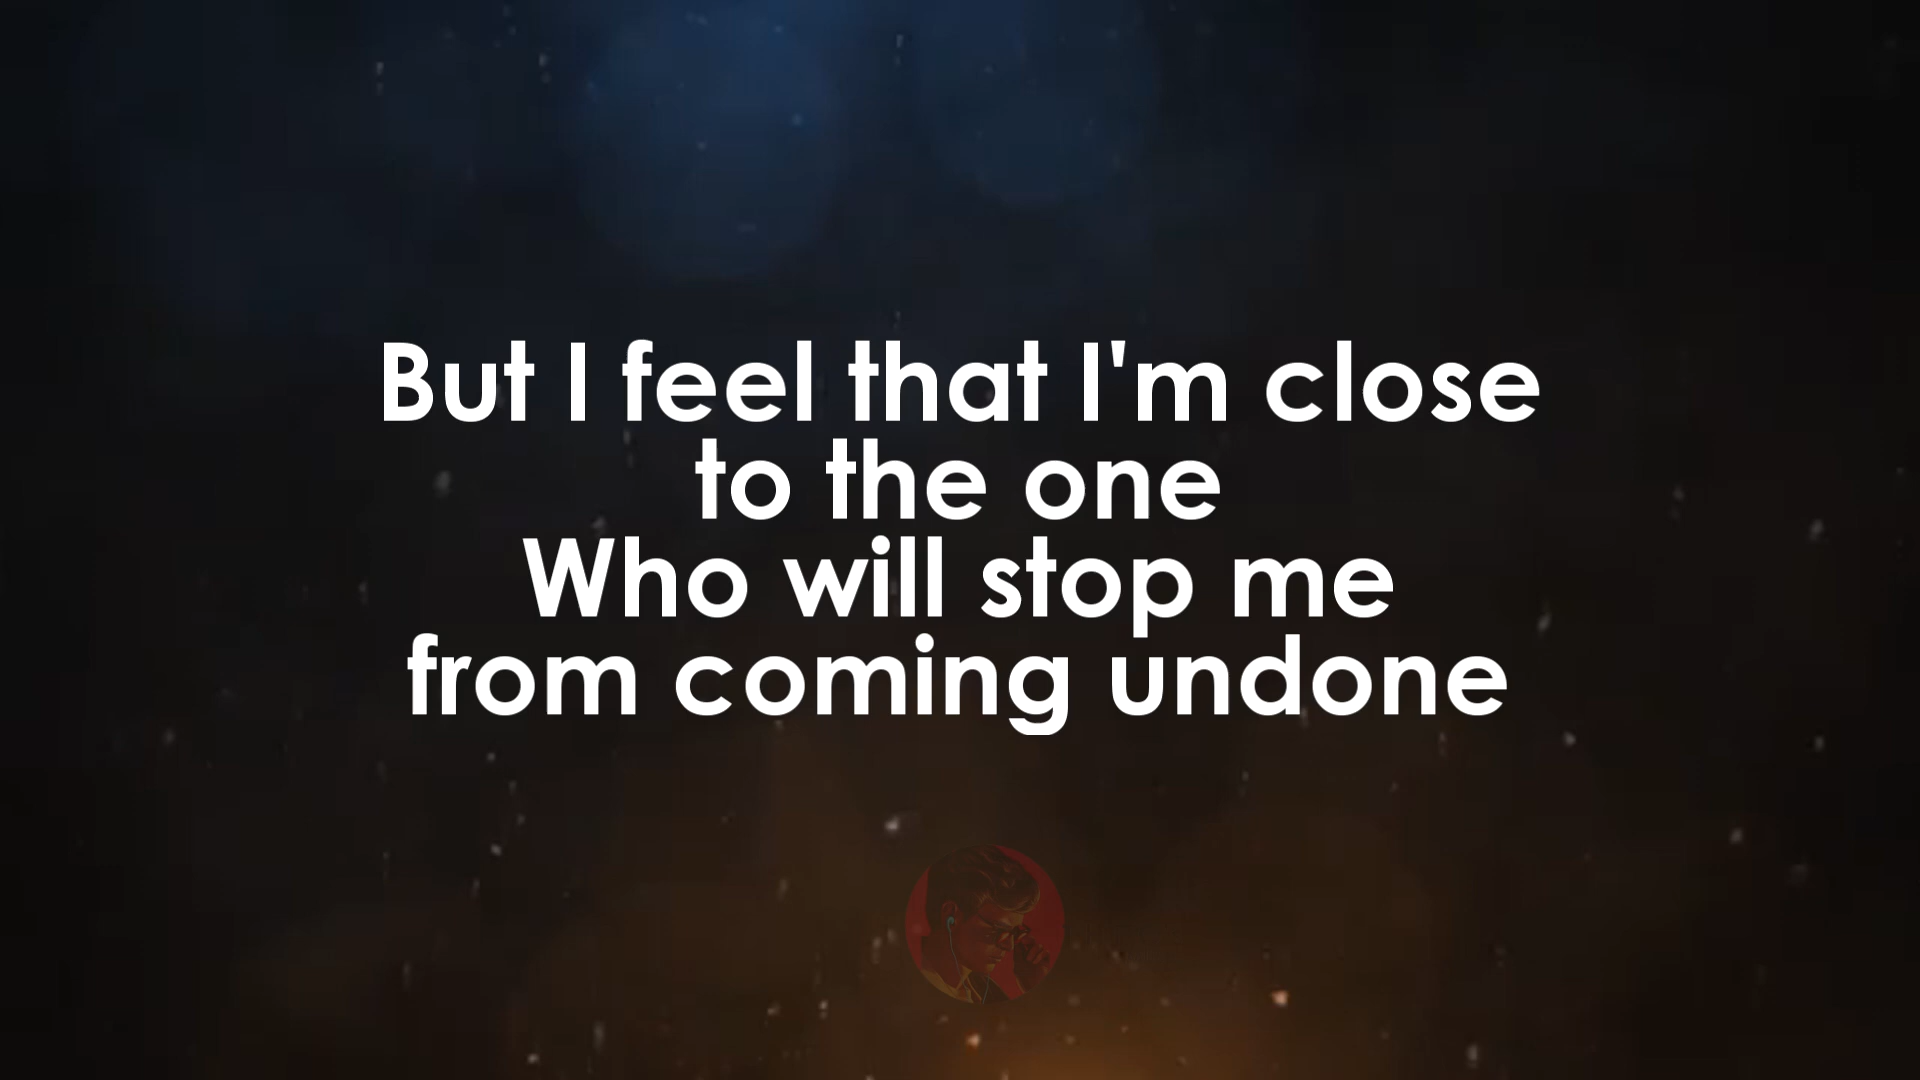 But I feel that I'm close
to the one
Who will stop me
from coming undone